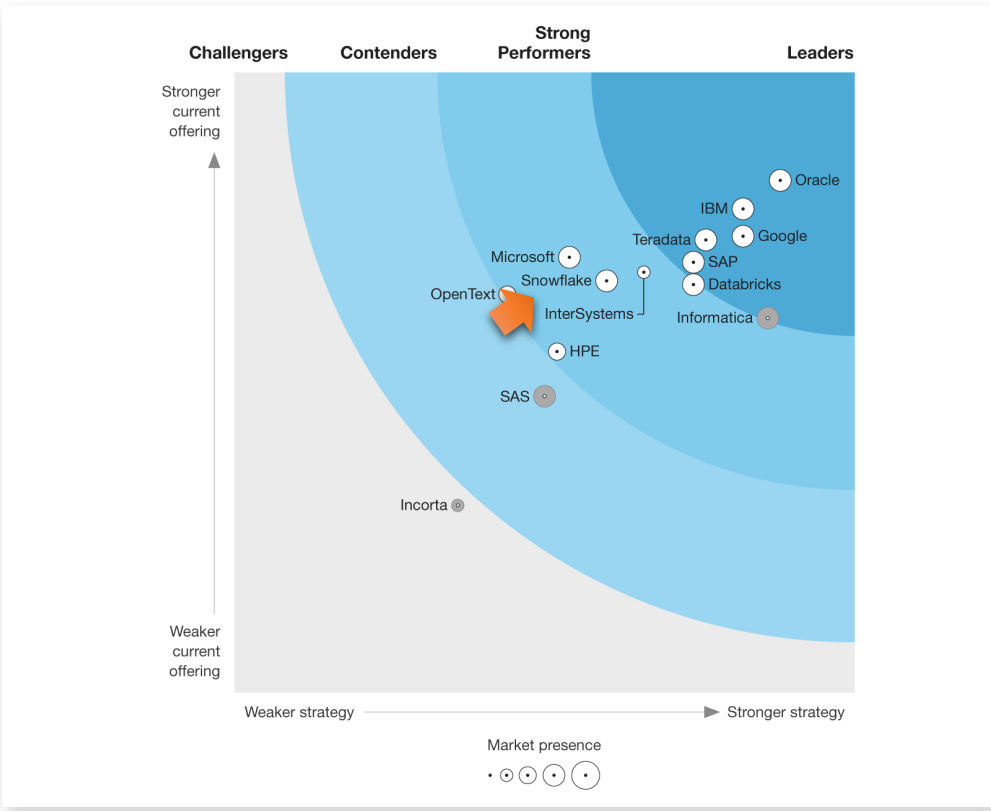 Strong
Challengers Contenders Performers Leaders
Stronger
current
offering
Oracle
IBM
Teradata
Google
Microsoft
SAP
Snowflake
Databricks
OpenText
InterSystems
Informatica
HPE
SAS
Incorta
Weaker
current
offering
Weaker strategy
Stronger strategy
Market presence